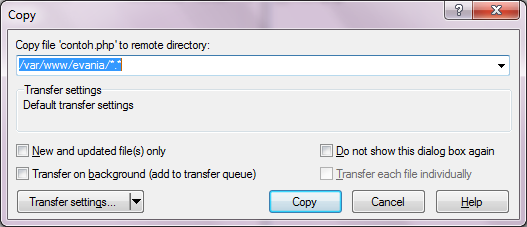 Copy
Copy file 'contoh.php' to remote directory:
/var/www/evania/*.*
Transfer settings
Default transfer settings
New and updated file(s) only
Do not show this dialog box again
Transfer on background (add to transfer queue)
Transfer each file individually
Transfer settings...
Copy
Cancel
Help